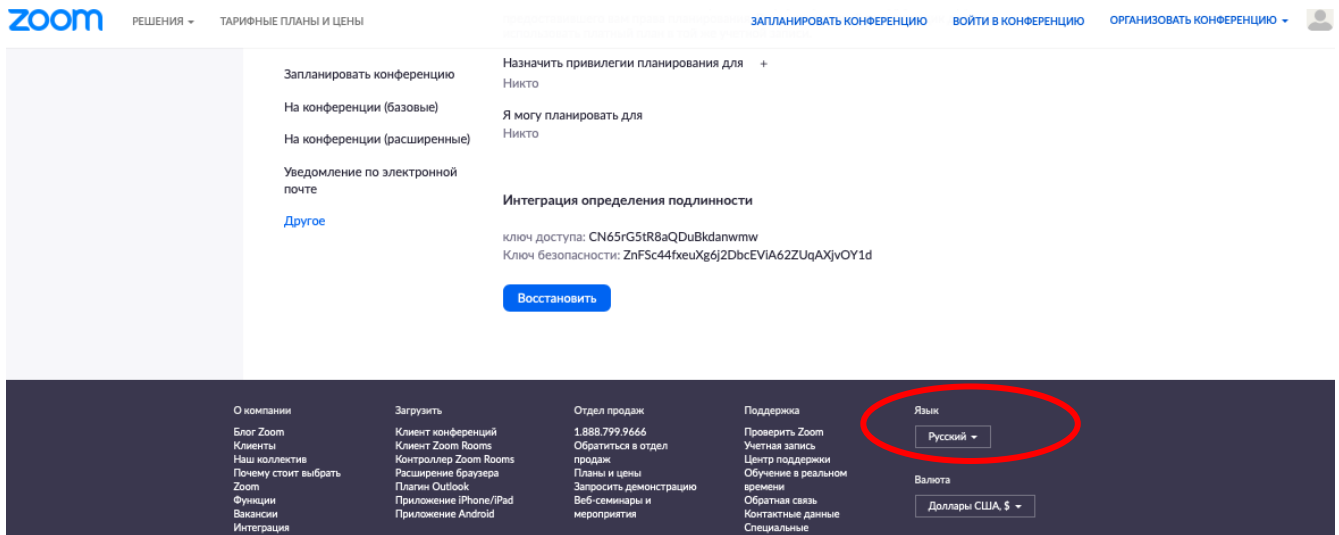 zoom
РЕШЕНИЯ
ТАРИФНЫЕ ПЛАНЫ И ЦЕНЫ
ЗАПЛАНИРОВАТЬ КОНФЕРЕНЦИЮ
ВОЙТИ В КОНФЕРЕНЦИЮ
ОРГАНИЗОВАТЬ КОНФЕРЕНЦИЮ
Запланировать конференцию
На конференции (базовые)
На конференции (расширенные)
Уведомление по электронной
почте
Другое
Назначить привилегии планирования для +
Никто
Я могу планировать для
Никто
Интеграция определения подлинности
ключ доступа: CN65rG5tR8aQDuBkdanwmw
Ключ безопасности: ZnFSc44fxeuXg6j2DbcEViA62ZUqAXjvOY1d
Восстановить
О компании
Блог Zoom
Клиенты
Наш коллектив
Почему стоит выбрать
Zoom
Функции
Вакансии
Интеграция
Загрузить
Клиент конференций
Клиент Zoom Rooms
Контроллер Zoom Rooms
Расширение браузера
Плагин Outlook
Приложение iPhone/iPad
Приложение Android
Отдел продаж
1.888.799.9666
Обратиться в отдел
продаж
Планы и цены
Запросить демонстрацию
Веб-семинары и
мероприятия
Поддержка
Проверить Zoom
Учетная запись
Центр поддержки
Обучение в реальном
времени
Обратная связь
Контактные данные
Специальные
Язык
Русский
Валюта
Доллары США, $